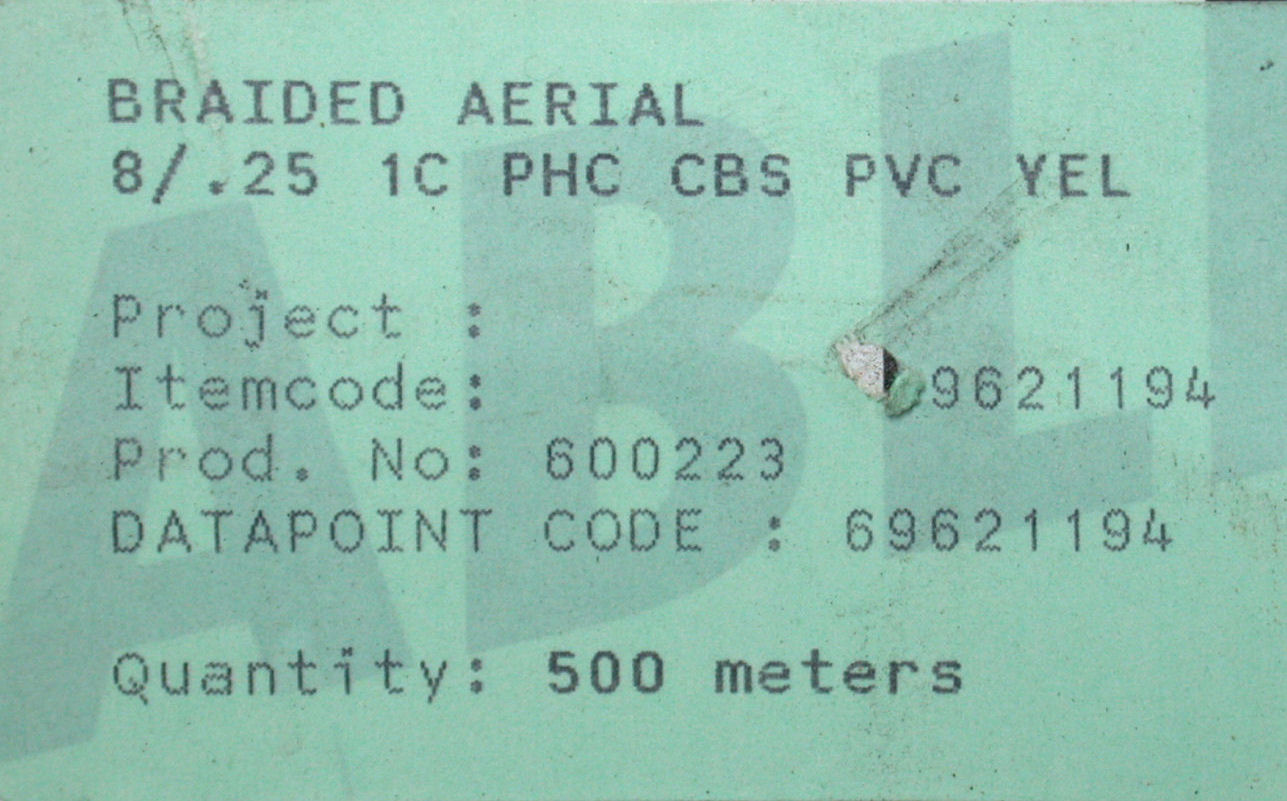 BRAIDED AERIAL
8/.25 1C PHC CBS PVC YEL
Project :
Itemcode: 9621194
Prod. No: 600223
DATAPOINT CODE : 69621194
Quantity: 500 meters